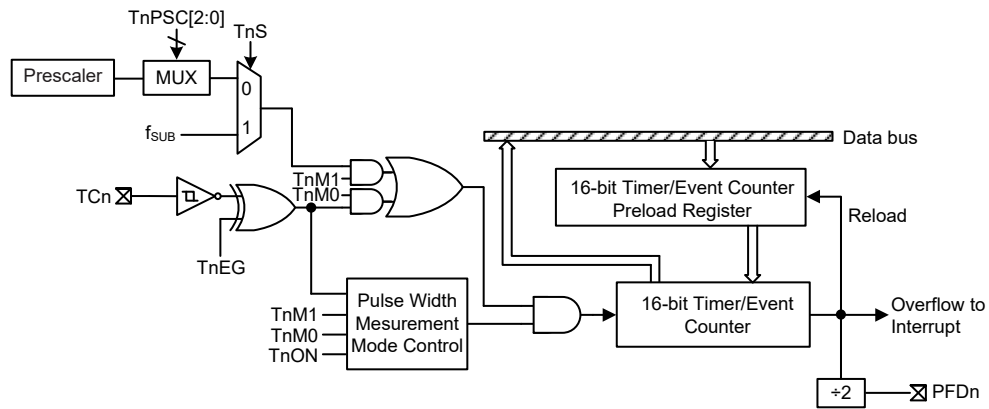 TnPSC[2:0]
TnS
Prescaler
MUX
0
1
fSUB
Data bus
TnM1
TnM0
TCn
16-bit Timer/Event Counter
Preload Register
Reload
TnEG
Pulse Width
Mesurement
Mode Control
TnM1
TnM0
TnON
16-bit Timer/Event
Counter
Overflow to
Interrupt
÷2
PFDn